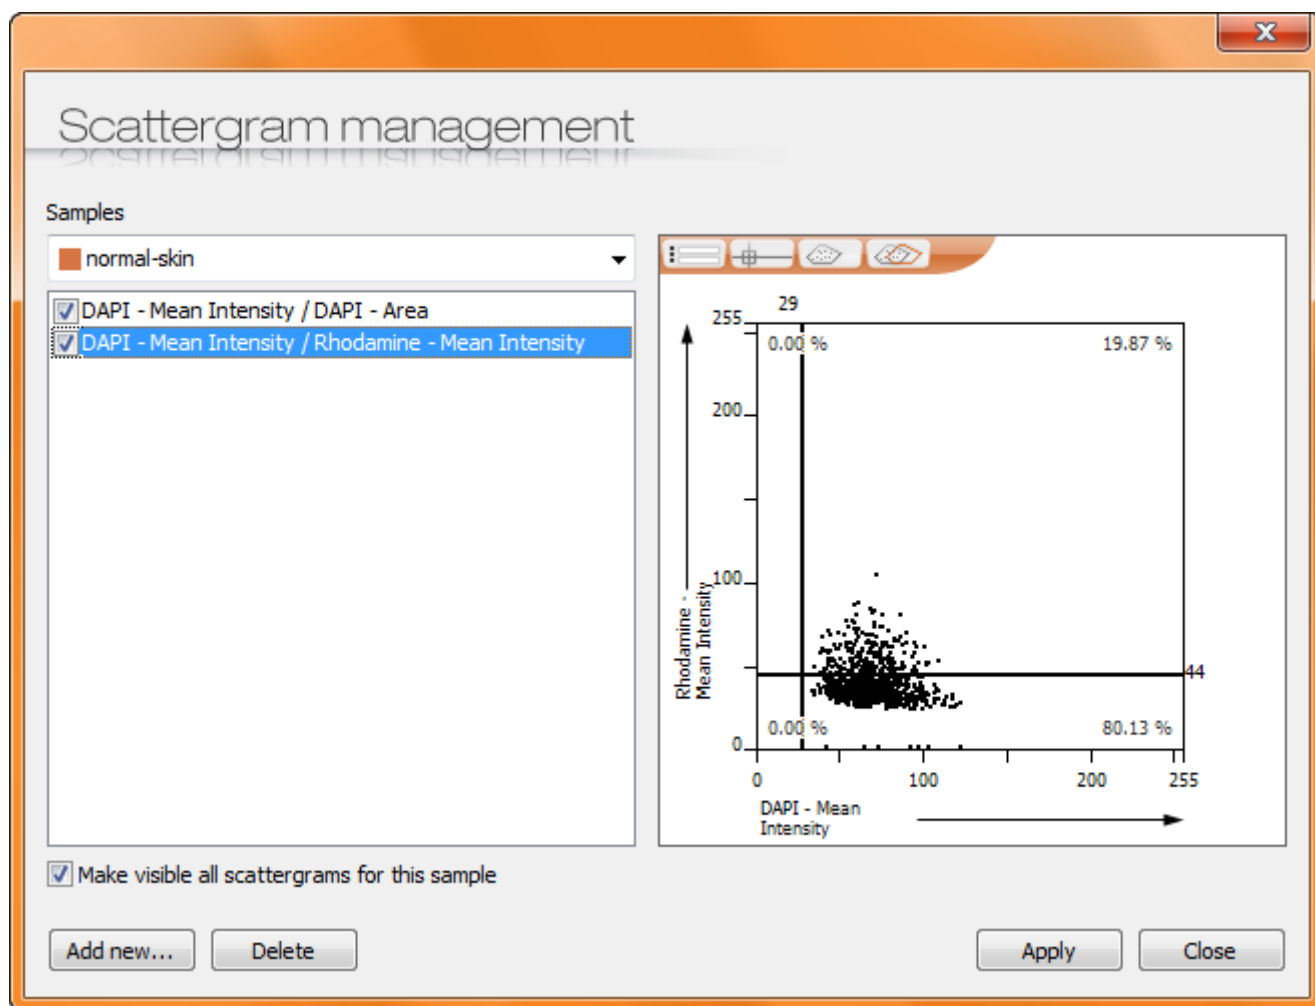 x
Scattergram management
Samples
normal-skin
DAPI - Mean Intensity / DAPI - Area
DAPI - Mean Intensity / Rhodamine - Mean Intensity
29
255
0.00 %
19.87 %
200
100
Rhodamine -
Mean Intensity
44
0.00 %
80.13 %
0
0
100
200
255
DAPI - Mean
Intensity
Make visible all scattergrams for this sample
Add new...
Delete
Apply
Close